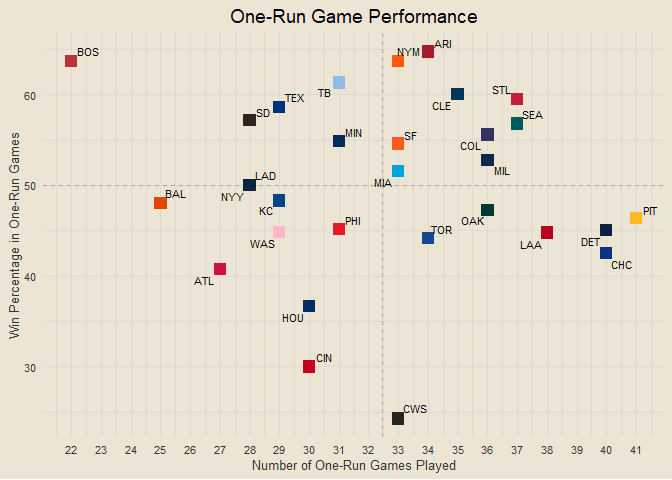 One-Run Game Performance
ARI
BOS
NYM
TB
STL
TEX
CLE
60
SD
SEA
MIN
SF
COL
MIL
LAD
MIA
50
BAL
NYY
KC
PIT
OAK
PHI
TOR
DET
WAS
LAA
CHC
ATL
40
HOU
CIN
30
CWS
Win Percentage in One-Run Games
22 23 24 25 26 27 28 29 30 31 32 33 34 35 36 37 38 39 40 41
Number of One-Run Games Played